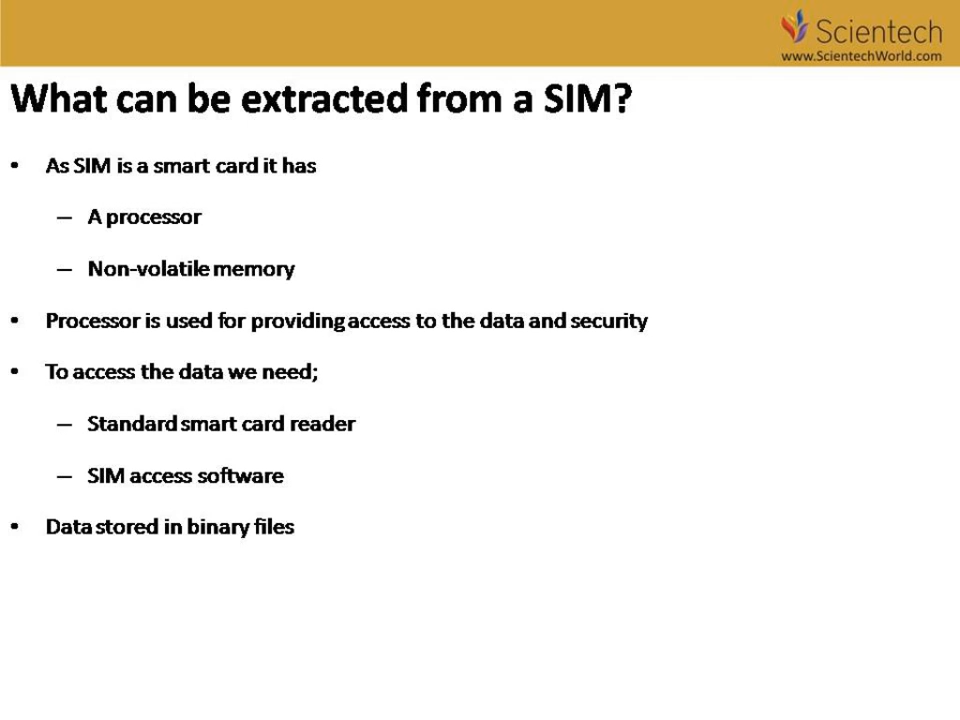 Scientech
www.ScientechWorld.com
What can be extracted from a SIM?
• As SIM is a smart card it has
– A processor
– Non-volatile memory
• Processor is used for providing access to the data and security
• To access the data we need;
– Standard smart card reader
– SIM access software
• Data stored in binary files